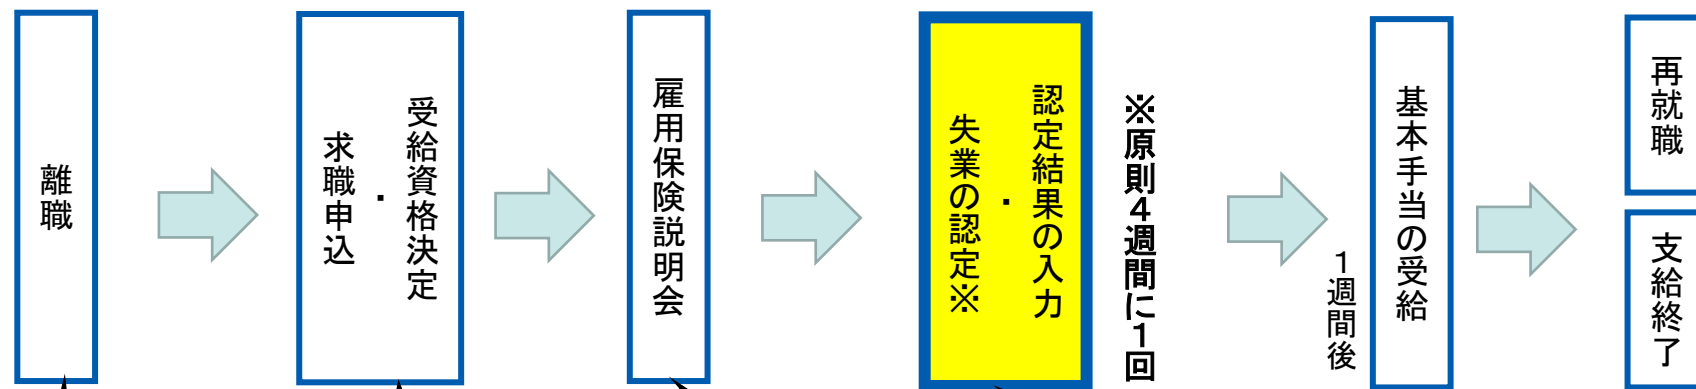 離職
受給資格決定
・
求職申込
雇用保険説明会
認定結果の入力
・
失業の認定※
※原則４週間に１回
１週間後
基本手当の受給
再就職
支給終了